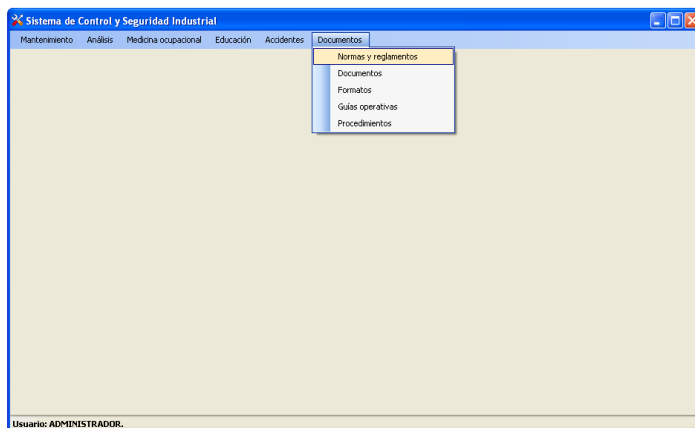 Sistema de Control y Seguridad Industrial
Mantenimiento Análisis Medicina ocupacional Educación Accidentes Documentos
Normas y reglamentos
Documentos
Formatos
Guías operativas
Procedimientos
Usuario: ADMINISTRADOR.